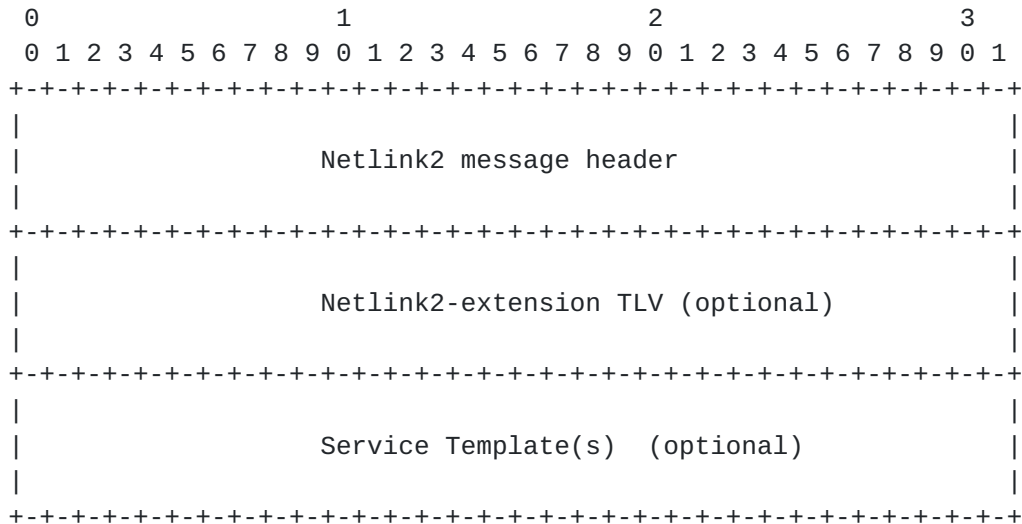 0                   1                   2                   3
 0 1 2 3 4 5 6 7 8 9 0 1 2 3 4 5 6 7 8 9 0 1 2 3 4 5 6 7 8 9 0 1
+-+-+-+-+-+-+-+-+-+-+-+-+-+-+-+-+-+-+-+-+-+-+-+-+-+-+-+-+-+-+-+-+
|                                                               |
|                   Netlink2 message header                     |
|                                                               |
+-+-+-+-+-+-+-+-+-+-+-+-+-+-+-+-+-+-+-+-+-+-+-+-+-+-+-+-+-+-+-+-+
|                                                               |
|                   Netlink2-extension TLV (optional)           |
|                                                               |
+-+-+-+-+-+-+-+-+-+-+-+-+-+-+-+-+-+-+-+-+-+-+-+-+-+-+-+-+-+-+-+-+
|                                                               |
|                   Service Template(s)  (optional)             |
|                                                               |
+-+-+-+-+-+-+-+-+-+-+-+-+-+-+-+-+-+-+-+-+-+-+-+-+-+-+-+-+-+-+-+-+